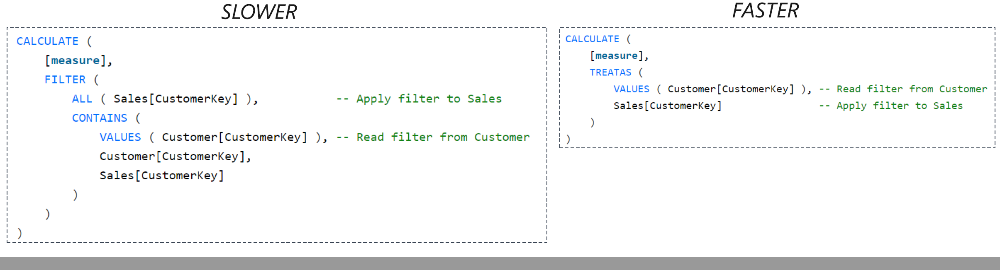 SLOWER
CALCULATE (
    [measure],
    FILTER (
        ALL ( Sales[CustomerKey] ),           -- Apply filter to Sales
        CONTAINS (
            VALUES ( Customer[CustomerKey] ), -- Read filter from Customer
            Customer[CustomerKey],
            Sales[CustomerKey]
        )
    )
)
FASTER
CALCULATE (
    [measure],
    TREATAS (
        VALUES ( Customer[CustomerKey] ), -- Read filter from Customer
        Sales[CustomerKey]                -- Apply filter to Sales
    )
)